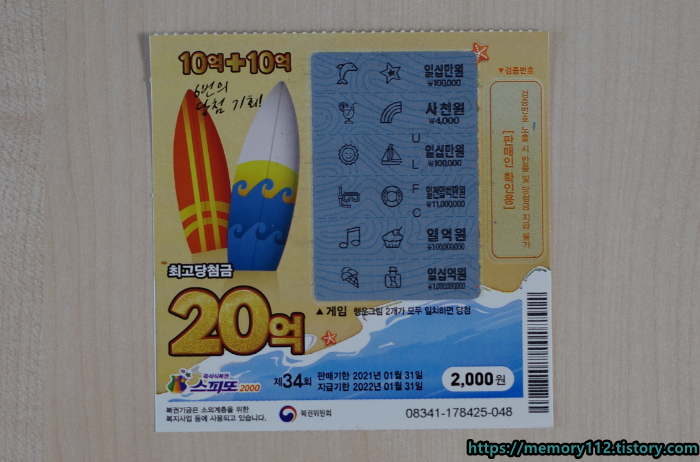 10억+10억
6번의
당첨 기회!
일십만원
₩100,000
사천원
₩4,000
일십만원
₩100,000
일천일백만원
₩11,000,000
일억원
₩100,000,000
일십억원
₩1,000,000,000
U
L
F
C
▼검증번호
검증번호 노출 시 반품 및 당첨금 지급 불가
[판매인 확인용]
최고당첨금
20억
▲ 게임 행운그림 2개가 모두 일치하면 당첨
즉석식복권
스피또 2000
제34회
판매기한 2021년 01월 31일
지급기한 2022년 01월 31일
2,000원
복권기금은 소외계층을 위한
복지사업 등에 사용되고 있습니다.
복권위원회
08341-178425-048
https://memory112.tistory.com